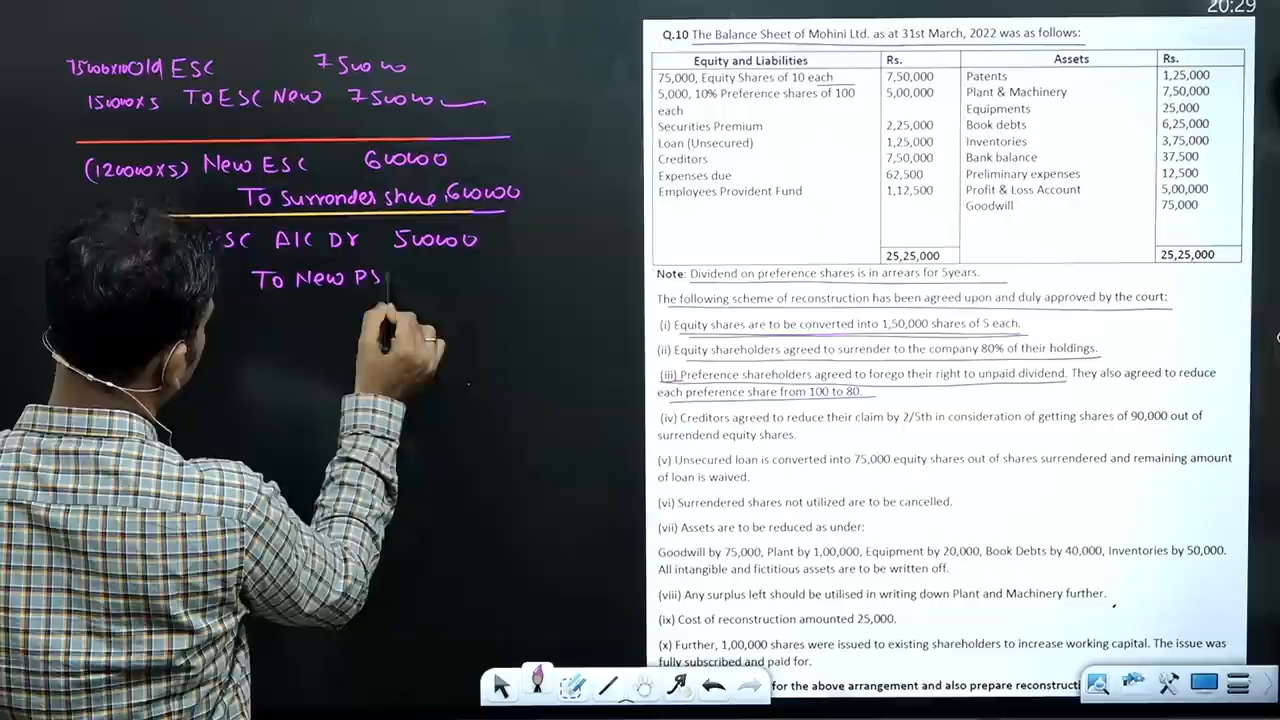 20:29
75000x10 Old ESC 750000
150000x5 To ESC New 750000
(120000x5) New ESC 600000
To Surrander share 600000
SC A/C Dr 500000
To New PS
Q.10 The Balance Sheet of Mohini Ltd. as at 31st March, 2022 was as follows:
Equity and Liabilities Rs. Assets Rs.
75,000, Equity Shares of 10 each 7,50,000 Patents 1,25,000
5,000, 10% Preference shares of 100 5,00,000 Plant & Machinery 7,50,000
each Equipments 25,000
Securities Premium 2,25,000 Book debts 6,25,000
Loan (Unsecured) 1,25,000 Inventories 3,75,000
Creditors 7,50,000 Bank balance 37,500
Expenses due 62,500 Preliminary expenses 12,500
Employees Provident Fund 1,12,500 Profit & Loss Account 5,00,000
Goodwill 75,000
25,25,000 25,25,000
Note: Dividend on preference shares is in arrears for 5years.
The following scheme of reconstruction has been agreed upon and duly approved by the court:
(i) Equity shares are to be converted into 1,50,000 shares of 5 each.
(ii) Equity shareholders agreed to surrender to the company 80% of their holdings.
(iii) Preference shareholders agreed to forego their right to unpaid dividend. They also agreed to reduce
each preference share from 100 to 80.
(iv) Creditors agreed to reduce their claim by 2/5th in consideration of getting shares of 90,000 out of
surrendend equity shares.
(v) Unsecured loan is converted into 75,000 equity shares out of shares surrendered and remaining amount
of loan is waived.
(vi) Surrendered shares not utilized are to be cancelled.
(vii) Assets are to be reduced as under:
Goodwill by 75,000, Plant by 1,00,000, Equipment by 20,000, Book Debts by 40,000, Inventories by 50,000.
All intangible and fictitious assets are to be written off.
(viii) Any surplus left should be utilised in writing down Plant and Machinery further.
(ix) Cost of reconstruction amounted 25,000.
(x) Further, 1,00,000 shares were issued to existing shareholders to increase working capital. The issue was
fully subscribed and paid for.
for the above arrangement and also prepare reconstructi